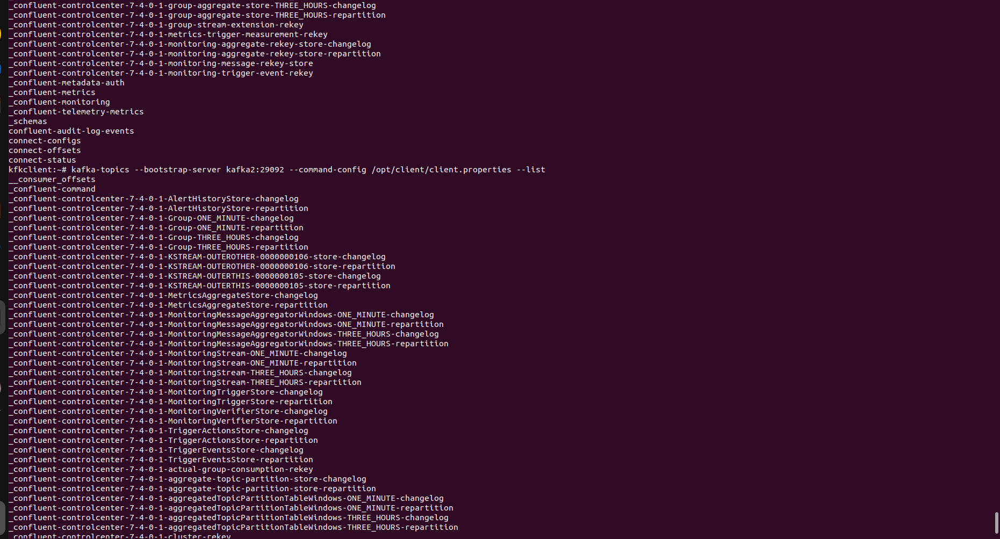 _confluent-controlcenter-7-4-0-1-group-aggregate-store-THREE_HOURS-changelog
_confluent-controlcenter-7-4-0-1-group-aggregate-store-THREE_HOURS-repartition
_confluent-controlcenter-7-4-0-1-group-stream-extension-rekey
_confluent-controlcenter-7-4-0-1-metrics-trigger-measurement-rekey
_confluent-controlcenter-7-4-0-1-monitoring-aggregate-rekey-store-changelog
_confluent-controlcenter-7-4-0-1-monitoring-aggregate-rekey-store-repartition
_confluent-controlcenter-7-4-0-1-monitoring-message-rekey-store
_confluent-controlcenter-7-4-0-1-monitoring-trigger-event-rekey
_confluent-metadata-auth
_confluent-metrics
_confluent-monitoring
_confluent-telemetry-metrics
_schemas
confluent-audit-log-events
connect-configs
connect-offsets
connect-status
kfkclient:~# kafka-topics --bootstrap-server kafka2:29092 --command-config /opt/client/client.properties --list
__consumer_offsets
_confluent-command
_confluent-controlcenter-7-4-0-1-AlertHistoryStore-changelog
_confluent-controlcenter-7-4-0-1-AlertHistoryStore-repartition
_confluent-controlcenter-7-4-0-1-Group-ONE_MINUTE-changelog
_confluent-controlcenter-7-4-0-1-Group-ONE_MINUTE-repartition
_confluent-controlcenter-7-4-0-1-Group-THREE_HOURS-changelog
_confluent-controlcenter-7-4-0-1-Group-THREE_HOURS-repartition
_confluent-controlcenter-7-4-0-1-KSTREAM-OUTEROTHER-0000000106-store-changelog
_confluent-controlcenter-7-4-0-1-KSTREAM-OUTEROTHER-0000000106-store-repartition
_confluent-controlcenter-7-4-0-1-KSTREAM-OUTERTHIS-0000000105-store-changelog
_confluent-controlcenter-7-4-0-1-KSTREAM-OUTERTHIS-0000000105-store-repartition
_confluent-controlcenter-7-4-0-1-MetricsAggregateStore-changelog
_confluent-controlcenter-7-4-0-1-MetricsAggregateStore-repartition
_confluent-controlcenter-7-4-0-1-MonitoringMessageAggregatorWindows-ONE_MINUTE-changelog
_confluent-controlcenter-7-4-0-1-MonitoringMessageAggregatorWindows-ONE_MINUTE-repartition
_confluent-controlcenter-7-4-0-1-MonitoringMessageAggregatorWindows-THREE_HOURS-changelog
_confluent-controlcenter-7-4-0-1-MonitoringMessageAggregatorWindows-THREE_HOURS-repartition
_confluent-controlcenter-7-4-0-1-MonitoringStream-ONE_MINUTE-changelog
_confluent-controlcenter-7-4-0-1-MonitoringStream-ONE_MINUTE-repartition
_confluent-controlcenter-7-4-0-1-MonitoringStream-THREE_HOURS-changelog
_confluent-controlcenter-7-4-0-1-MonitoringStream-THREE_HOURS-repartition
_confluent-controlcenter-7-4-0-1-MonitoringTriggerStore-changelog
_confluent-controlcenter-7-4-0-1-MonitoringTriggerStore-repartition
_confluent-controlcenter-7-4-0-1-MonitoringVerifierStore-changelog
_confluent-controlcenter-7-4-0-1-MonitoringVerifierStore-repartition
_confluent-controlcenter-7-4-0-1-TriggerActionsStore-changelog
_confluent-controlcenter-7-4-0-1-TriggerActionsStore-repartition
_confluent-controlcenter-7-4-0-1-TriggerEventsStore-changelog
_confluent-controlcenter-7-4-0-1-TriggerEventsStore-repartition
_confluent-controlcenter-7-4-0-1-actual-group-consumption-rekey
_confluent-controlcenter-7-4-0-1-aggregate-topic-partition-store-changelog
_confluent-controlcenter-7-4-0-1-aggregate-topic-partition-store-repartition
_confluent-controlcenter-7-4-0-1-aggregatedTopicPartitionTableWindows-ONE_MINUTE-changelog
_confluent-controlcenter-7-4-0-1-aggregatedTopicPartitionTableWindows-ONE_MINUTE-repartition
_confluent-controlcenter-7-4-0-1-aggregatedTopicPartitionTableWindows-THREE_HOURS-changelog
_confluent-controlcenter-7-4-0-1-aggregatedTopicPartitionTableWindows-THREE_HOURS-repartition
_confluent-controlcenter-7-4-0-1-cluster-rekey